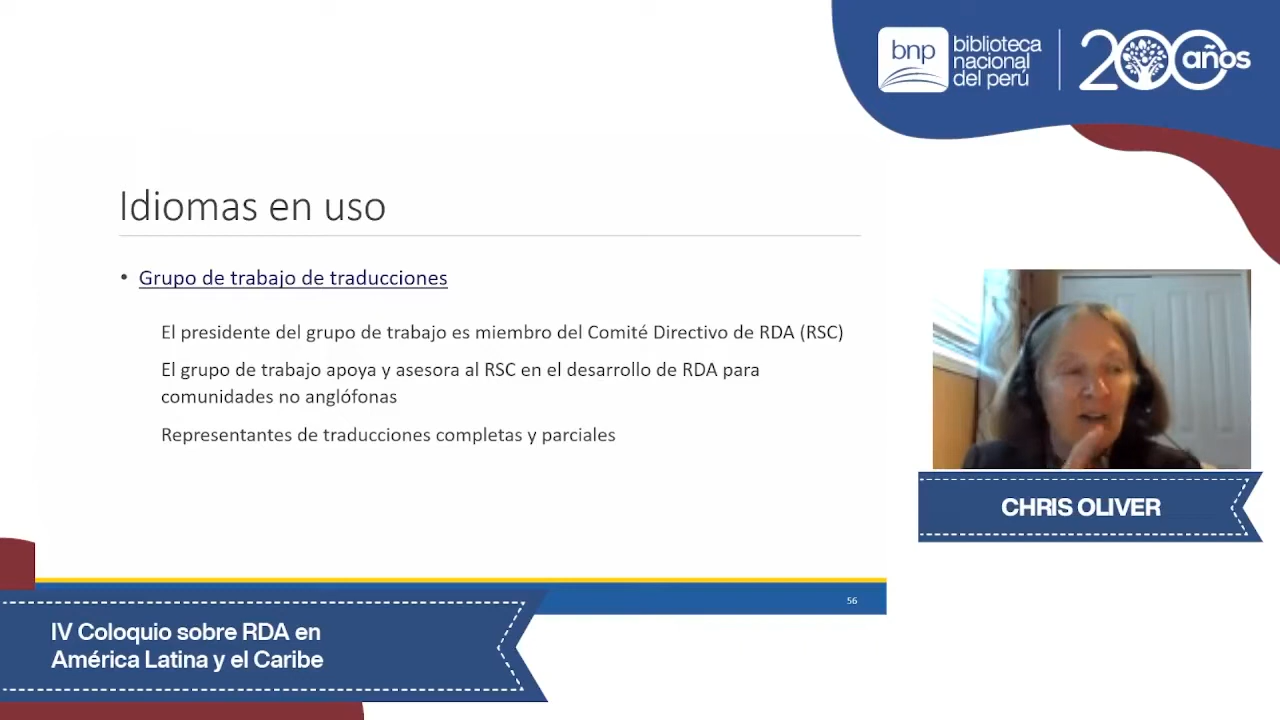 bnp
biblioteca
nacional
del perú
200 años
Idiomas en uso
• Grupo de trabajo de traducciones
El presidente del grupo de trabajo es miembro del Comité Directivo de RDA (RSC)
El grupo de trabajo apoya y asesora al RSC en el desarrollo de RDA para
comunidades no anglófonas
Representantes de traducciones completas y parciales
CHRIS OLIVER
56
IV Coloquio sobre RDA en
América Latina y el Caribe